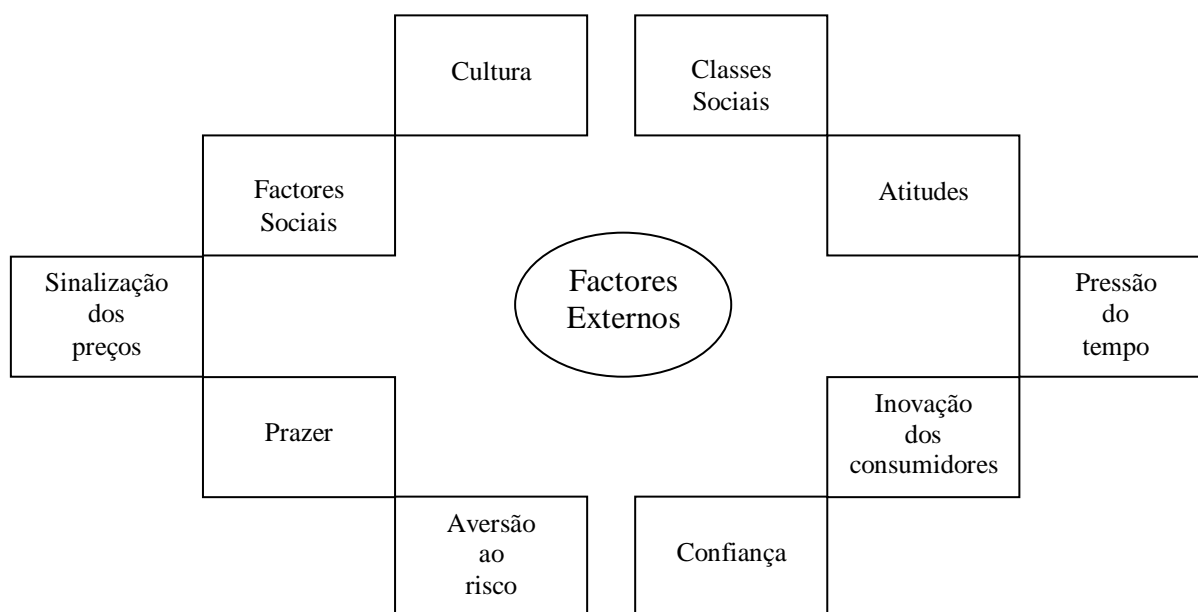 Cultura
Classes
Sociais
Factores
Sociais
Atitudes
Sinalização
dos
preços
Factores
Externos
Pressão
do
tempo
Prazer
Inovação
dos
consumidores
Aversão
ao
risco
Confiança